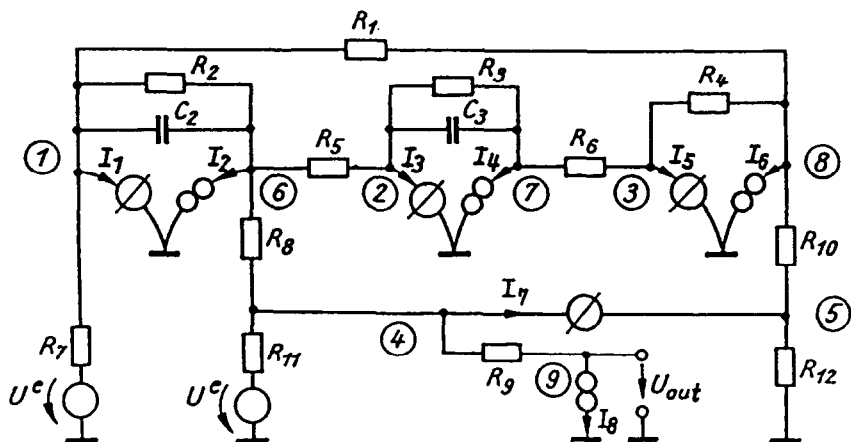 R1
R2
R3
R4
C2
C3
R5
R6
1
I1
I2
I3
I4
I5
I6
6
2
7
3
8
R8
R10
I7
4
5
R7
R11
R9
9
R12
Ue
Ue
Uout
I8